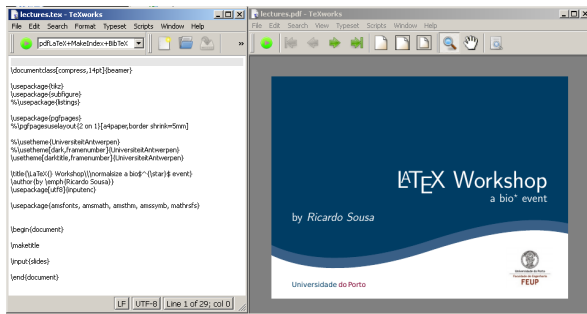 lectures.tex - TeXworks
File Edit Search Format Typeset Scripts Window Help
pdfLaTeX+MakeIndex+BibTeX
»
\documentclass[compress,14pt]{beamer}
\usepackage{tikz}
\usepackage{subfigure}
%\usepackage{listings}
\usepackage{pgfpages}
%\pgfpagesuselayout{2 on 1}[a4paper,border shrink=5mm]
%\usetheme{UniversiteitAntwerpen}
%\usetheme[dark,framenumber]{UniversiteitAntwerpen}
\usetheme[darktitle,framenumber]{UniversiteitAntwerpen}
\title{\LaTeX{} Workshop\\\normalsize a bio$^{\star}$ event}
\author{by \emph{Ricardo Sousa}}
\usepackage[utf8]{inputenc}
\usepackage{amsfonts, amsmath, amsthm, amssymb, mathrsfs}
\begin{document}
\maketitle
\input{slides}
\end{document}
LF UTF-8 Line 1 of 29; col 0
lectures.pdf - TeXworks
File Edit Search View Typeset Scripts Window Help
LATEX Workshop
a bio* event
by Ricardo Sousa
Universidade do Porto
FEUP
Universidade do Porto